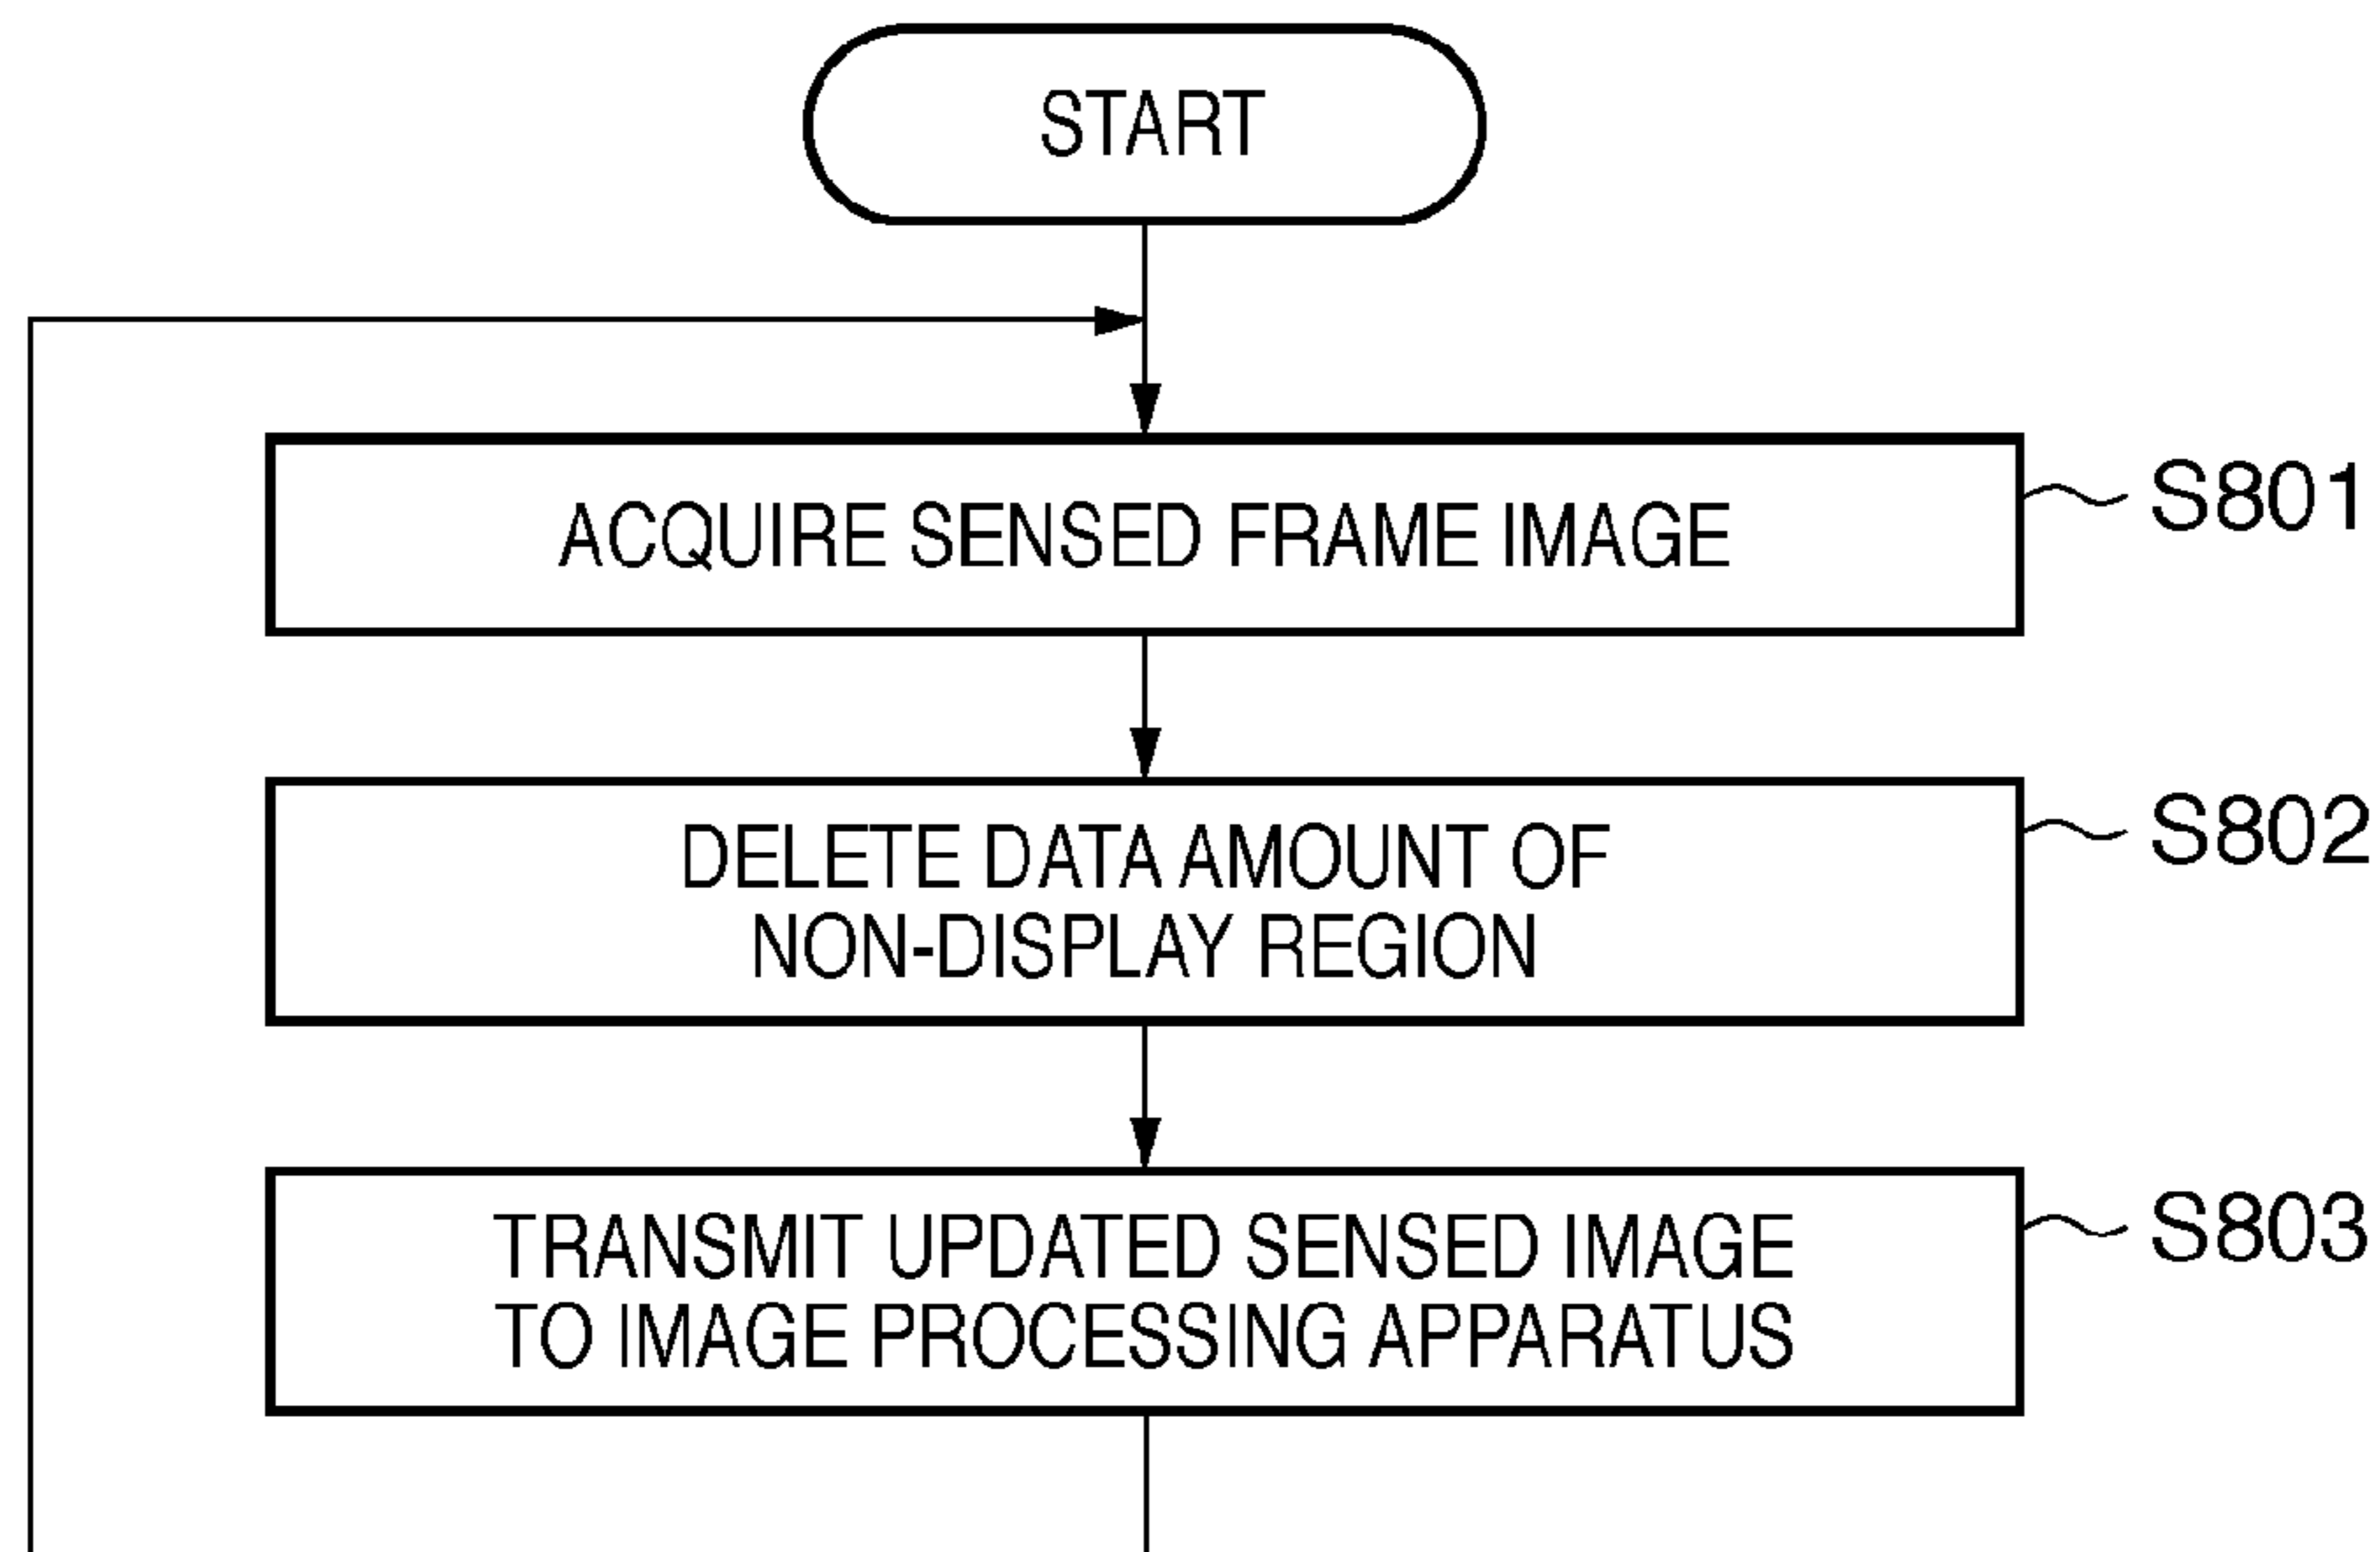 START
ACQUIRE SENSED FRAME IMAGE
S801
DELETE DATA AMOUNT OF
NON-DISPLAY REGION
S802
TRANSMIT UPDATED SENSED IMAGE
TO IMAGE PROCESSING APPARATUS
S803